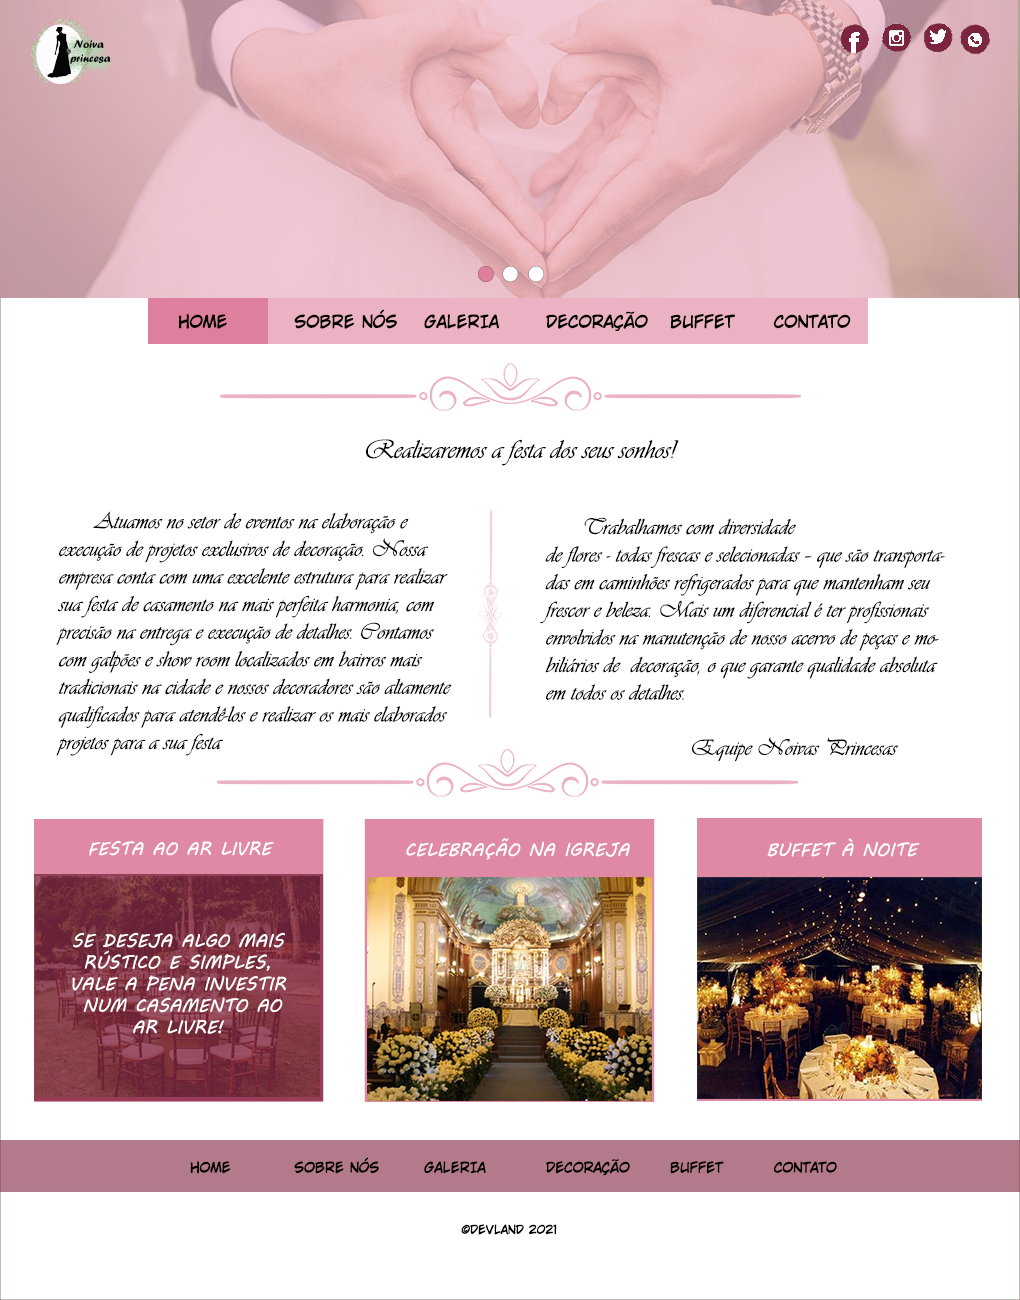 Noiva
princesa
HOME SOBRE NÓS GALERIA DECORAÇÃO BUFFET CONTATO
Realizaremos a festa dos seus sonhos!
Atuamos no setor de eventos na elaboração e
execução de projetos exclusivos de decoração. Nossa
empresa conta com uma excelente estrutura para realizar
sua festa de casamento na mais perfeita harmonia, com
precisão na entrega e execução de detalhes. Contamos
com galpões e show room localizados em bairros mais
tradicionais na cidade e nossos decoradores são altamente
qualificados para atendê-los e realizar os mais elaborados
projetos para a sua festa
Trabalhamos com diversidade
de flores - todas frescas e selecionadas – que são transporta-
das em caminhões refrigerados para que mantenham seu
frescor e beleza. Mais um diferencial é ter profissionais
envolvidos na manutenção de nosso acervo de peças e mo-
biliários de decoração, o que garante qualidade absoluta
em todos os detalhes.
Equipe Noivas Princesas
FESTA AO AR LIVRE
SE DESEJA ALGO MAIS
RÚSTICO E SIMPLES,
VALE A PENA INVESTIR
NUM CASAMENTO AO
AR LIVRE!
CELEBRAÇÃO NA IGREJA
BUFFET À NOITE
HOME SOBRE NÓS GALERIA DECORAÇÃO BUFFET CONTATO
©DEVLAND 2021